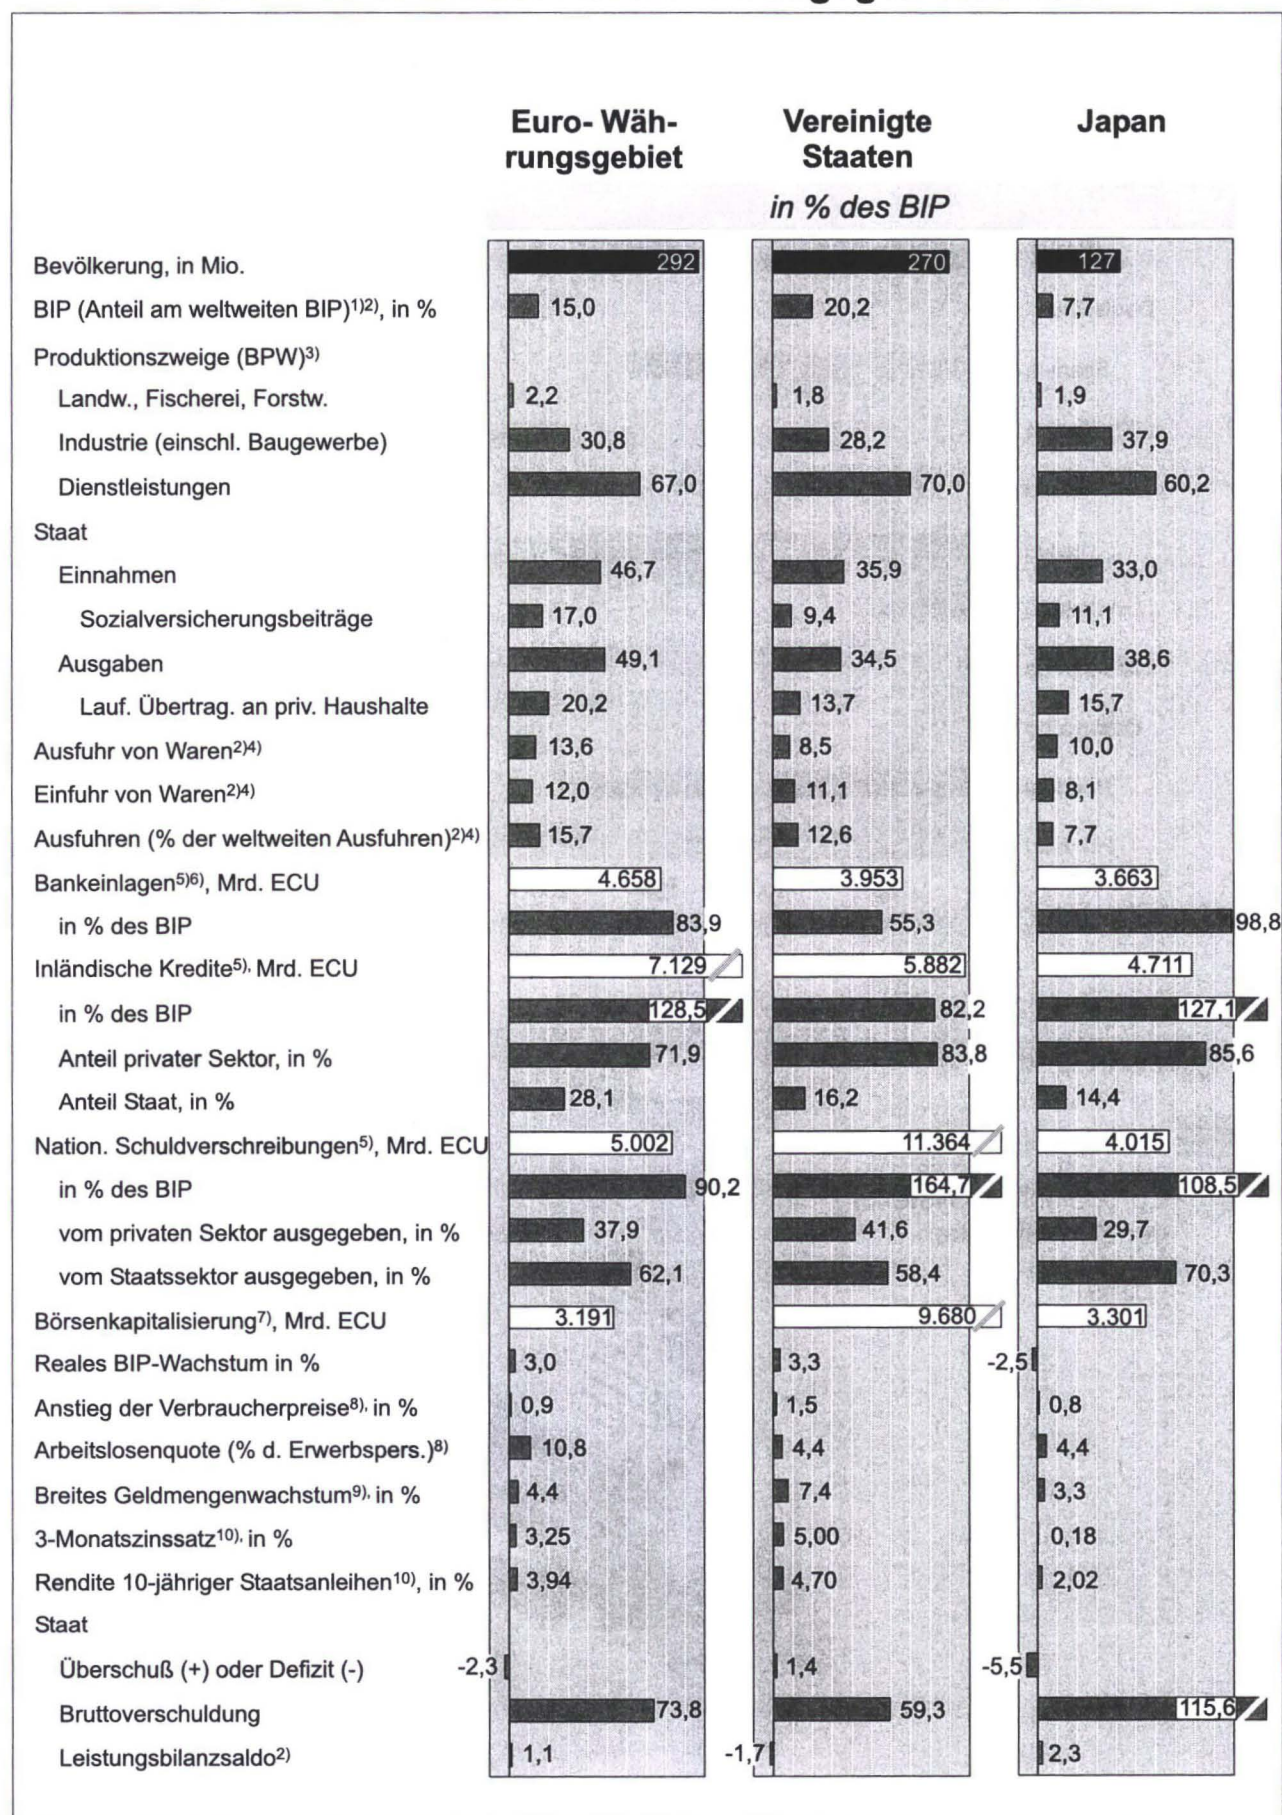 Euro- Wäh-
rungsgebiet
Vereinigte
Staaten
Japan
in % des BIP
Bevölkerung, in Mio. 292 270 127
BIP (Anteil am weltweiten BIP)1)2), in % 15,0 20,2 7,7
Produktionszweige (BPW)3)
Landw., Fischerei, Forstw. 2,2 1,8 1,9
Industrie (einschl. Baugewerbe) 30,8 28,2 37,9
Dienstleistungen 67,0 70,0 60,2
Staat
Einnahmen 46,7 35,9 33,0
Sozialversicherungsbeiträge 17,0 9,4 11,1
Ausgaben 49,1 34,5 38,6
Lauf. Übertrag. an priv. Haushalte 20,2 13,7 15,7
Ausfuhr von Waren2)4) 13,6 8,5 10,0
Einfuhr von Waren2)4) 12,0 11,1 8,1
Ausfuhren (% der weltweiten Ausfuhren)2)4) 15,7 12,6 7,7
Bankeinlagen5)6), Mrd. ECU 4.658 3.953 3.663
in % des BIP 83,9 55,3 98,8
Inländische Kredite5), Mrd. ECU 7.129 5.882 4.711
in % des BIP 128,5 82,2 127,1
Anteil privater Sektor, in % 71,9 83,8 85,6
Anteil Staat, in % 28,1 16,2 14,4
Nation. Schuldverschreibungen5), Mrd. ECU 5.002 11.364 4.015
in % des BIP 90,2 164,7 108,5
vom privaten Sektor ausgegeben, in % 37,9 41,6 29,7
vom Staatssektor ausgegeben, in % 62,1 58,4 70,3
Börsenkapitalisierung7), Mrd. ECU 3.191 9.680 3.301
Reales BIP-Wachstum in % 3,0 3,3 -2,5
Anstieg der Verbraucherpreise8), in % 0,9 1,5 0,8
Arbeitslosenquote (% d. Erwerbspers.)8) 10,8 4,4 4,4
Breites Geldmengenwachstum9), in % 4,4 7,4 3,3
3-Monatszinssatz10), in % 3,25 5,00 0,18
Rendite 10-jähriger Staatsanleihen10), in % 3,94 4,70 2,02
Staat
Überschuß (+) oder Defizit (-) -2,3 1,4 -5,5
Bruttoverschuldung 73,8 59,3 115,6
Leistungsbilanzsaldo2) 1,1 -1,7 2,3